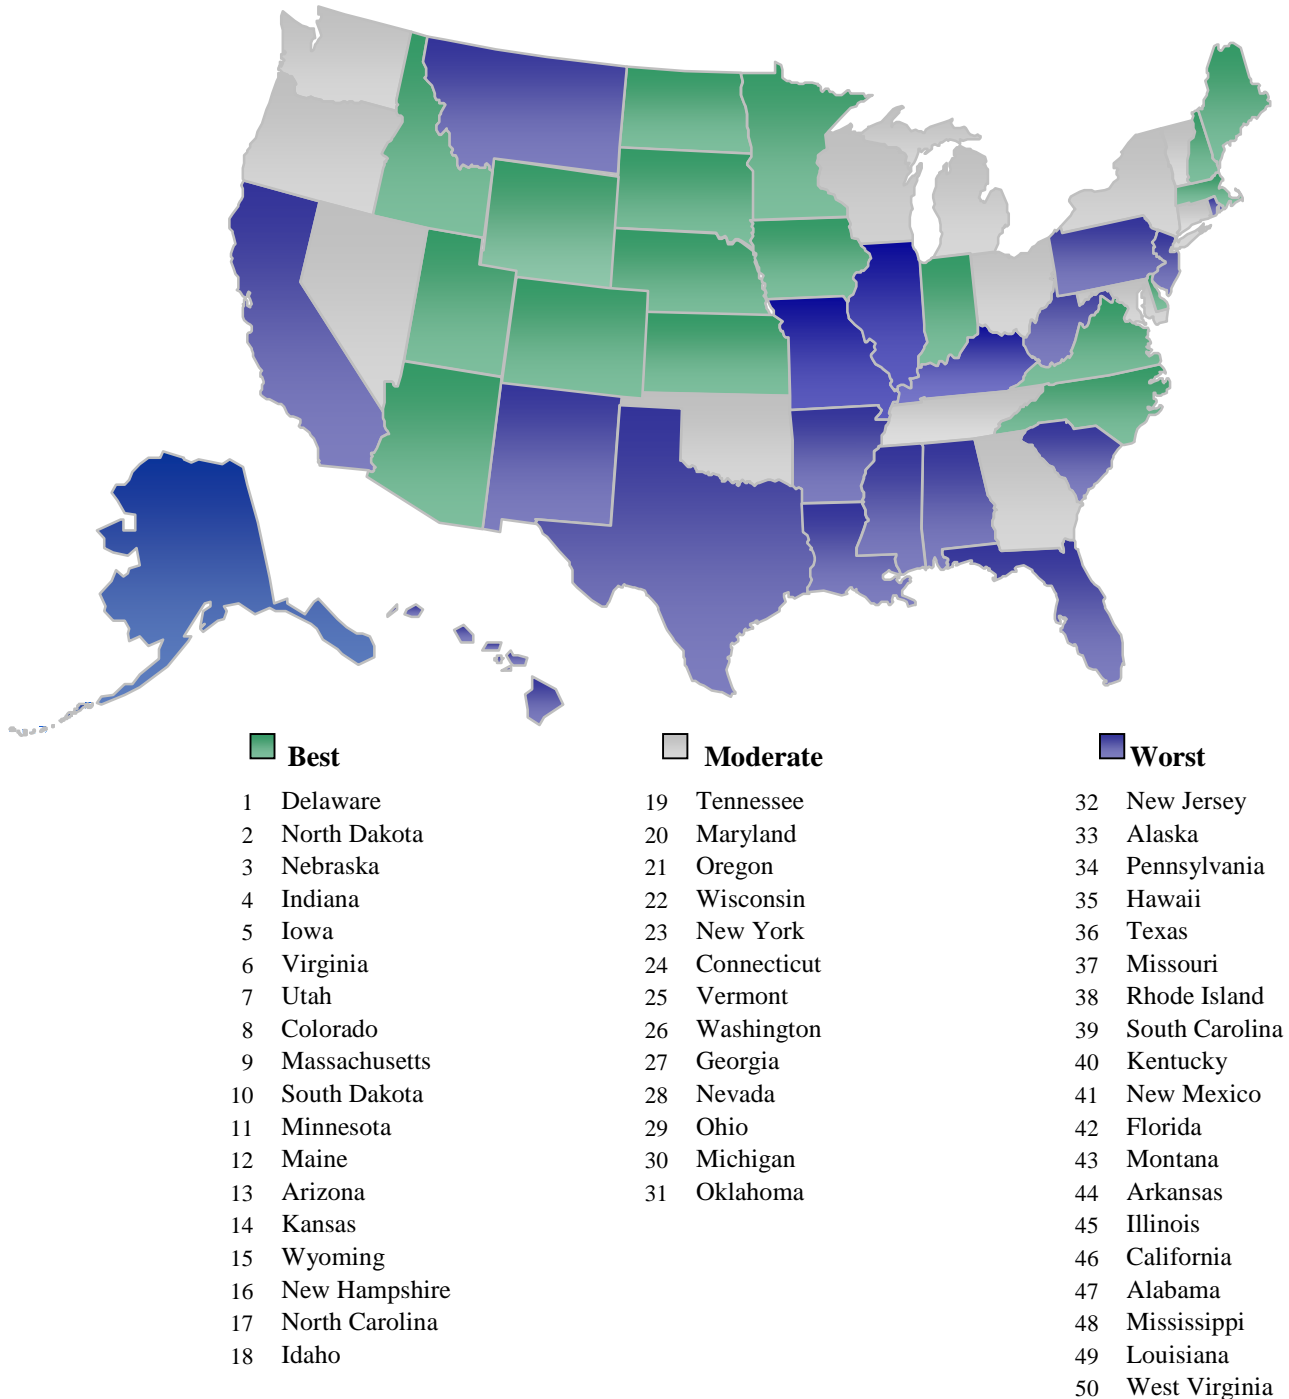 Best
1 Delaware
2 North Dakota
3 Nebraska
4 Indiana
5 Iowa
6 Virginia
7 Utah
8 Colorado
9 Massachusetts
10 South Dakota
11 Minnesota
12 Maine
13 Arizona
14 Kansas
15 Wyoming
16 New Hampshire
17 North Carolina
18 Idaho
Moderate
19 Tennessee
20 Maryland
21 Oregon
22 Wisconsin
23 New York
24 Connecticut
25 Vermont
26 Washington
27 Georgia
28 Nevada
29 Ohio
30 Michigan
31 Oklahoma
Worst
32 New Jersey
33 Alaska
34 Pennsylvania
35 Hawaii
36 Texas
37 Missouri
38 Rhode Island
39 South Carolina
40 Kentucky
41 New Mexico
42 Florida
43 Montana
44 Arkansas
45 Illinois
46 California
47 Alabama
48 Mississippi
49 Louisiana
50 West Virginia